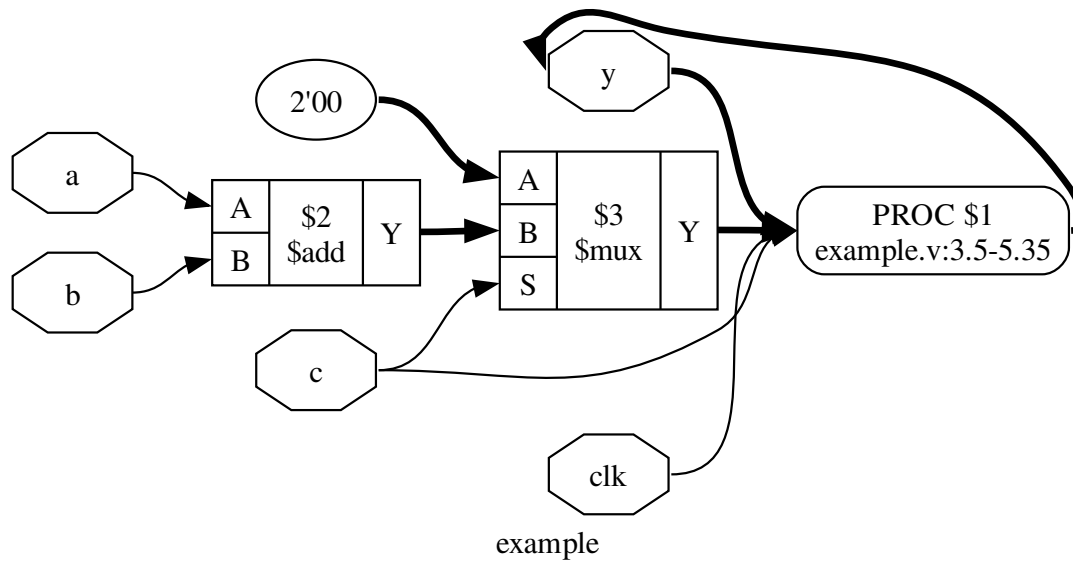 y
2'00
a
A
$3
$mux
PROC $1
example.v:3.5-5.35
A
$2
$add
Y
B
Y
B
S
b
c
clk
example